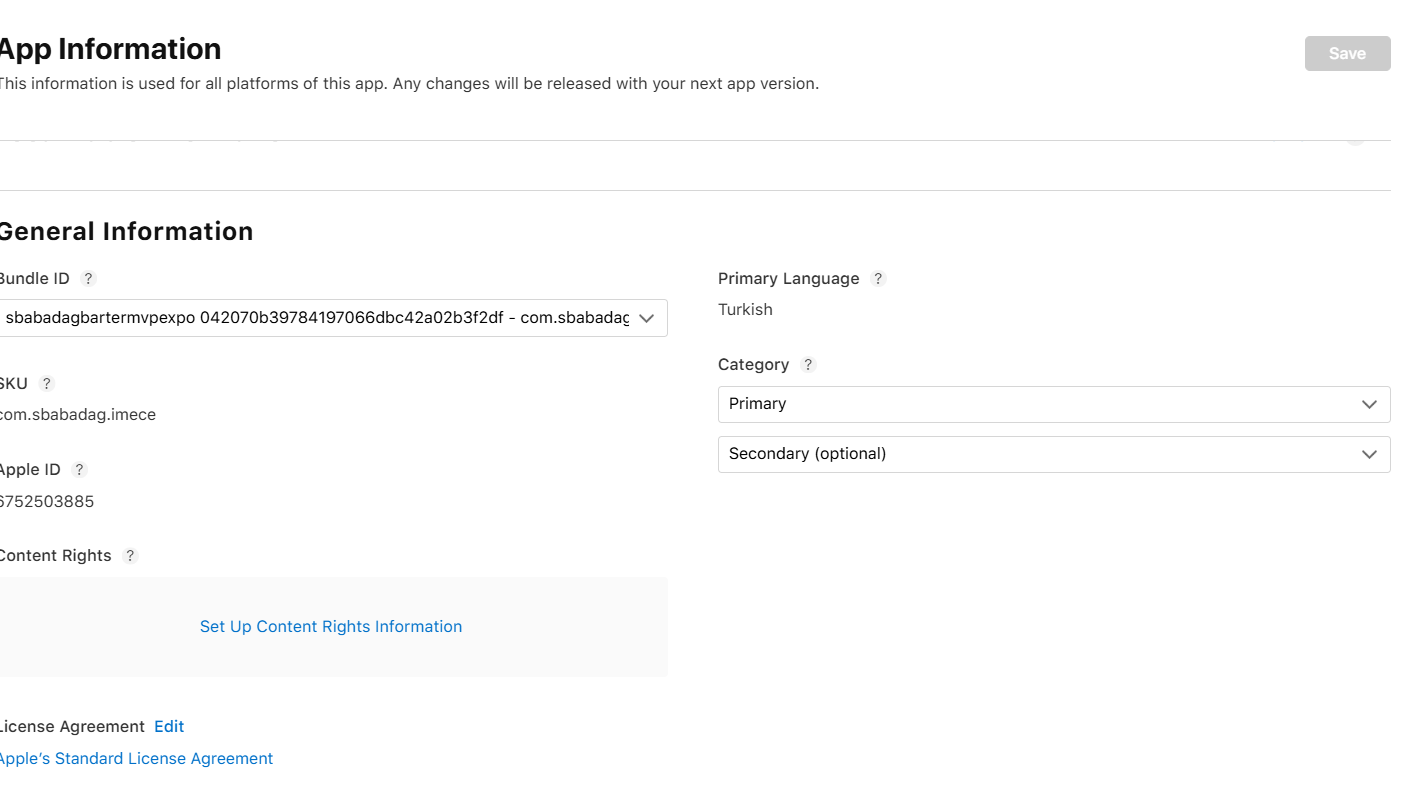 App Information
Save
This information is used for all platforms of this app. Any changes will be released with your next app version.
General Information
Bundle ID ?
sbabadagbartermvpexpo 042070b39784197066dbc42a02b3f2df - com.sbabadag
SKU ?
com.sbabadag.imece
Apple ID ?
6752503885
Content Rights ?
Set Up Content Rights Information
License Agreement Edit
Apple's Standard License Agreement
Primary Language ?
Turkish
Category ?
Primary
Secondary (optional)